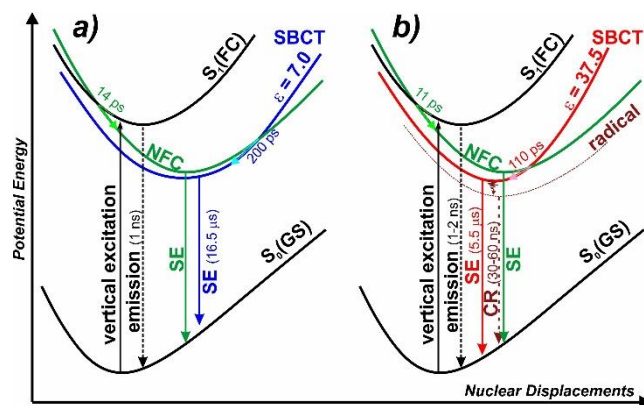 Potential Energy
a)
S₁(FC)
SBCT
ε = 7.0
14 ps
NFC
200 ps
vertical excitation
emission (1 ns)
SE
SE (16.5 μs)
S₀(GS)
b)
S₁(FC)
SBCT
ε = 37.5
radical
11 ps
NFC
110 ps
vertical excitation
emission (1-2 ns)
SE (5.5 μs)
CR (30-60 ns)
SE
S₀(GS)
Nuclear Displacements